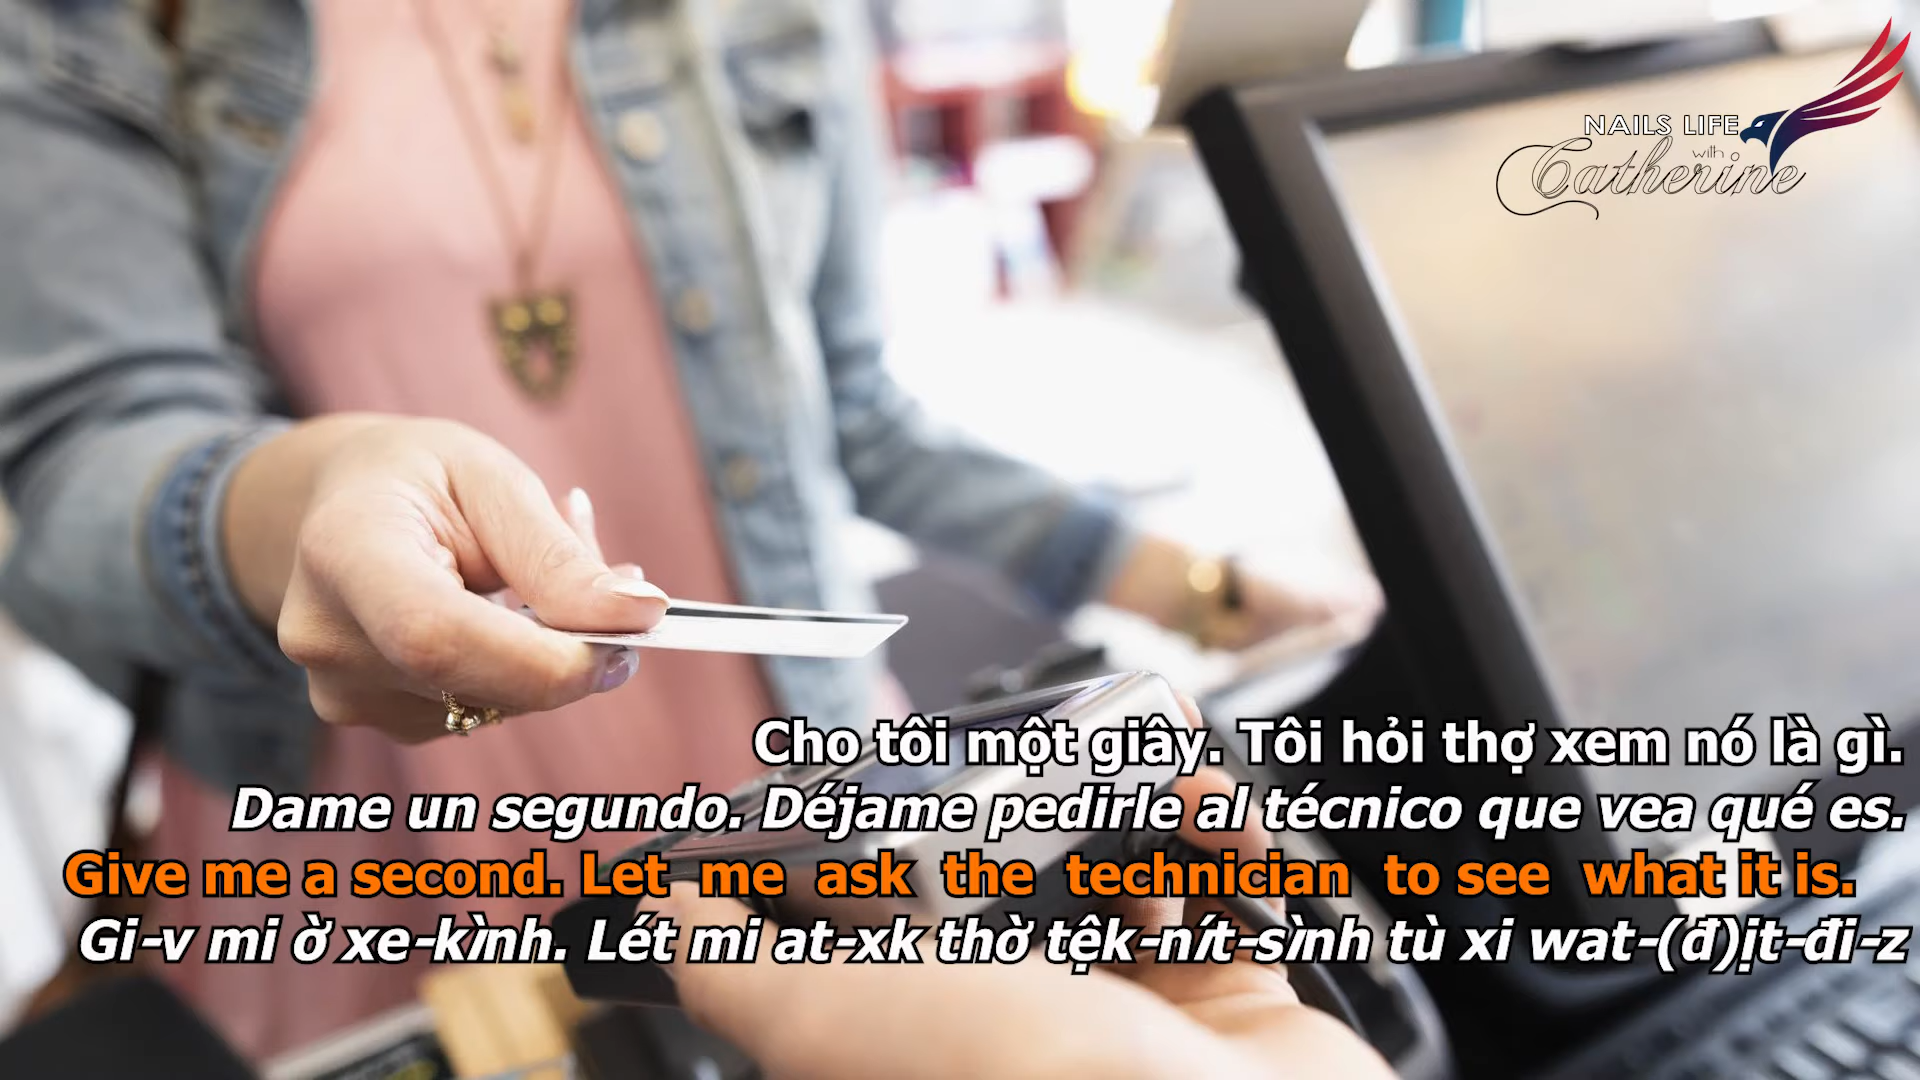 NAILS LIFE
with
Catherine
Cho tôi một giây. Tôi hỏi thợ xem nó là gì.
Dame un segundo. Déjame pedirle al técnico que vea qué es.
Give me a second. Let me ask the technician to see what it is.
Gi-v mi ờ xe-kình. Lét mi at-xk thờ tệk-nít-sình tù xi wat-(đ)ịt-đi-z